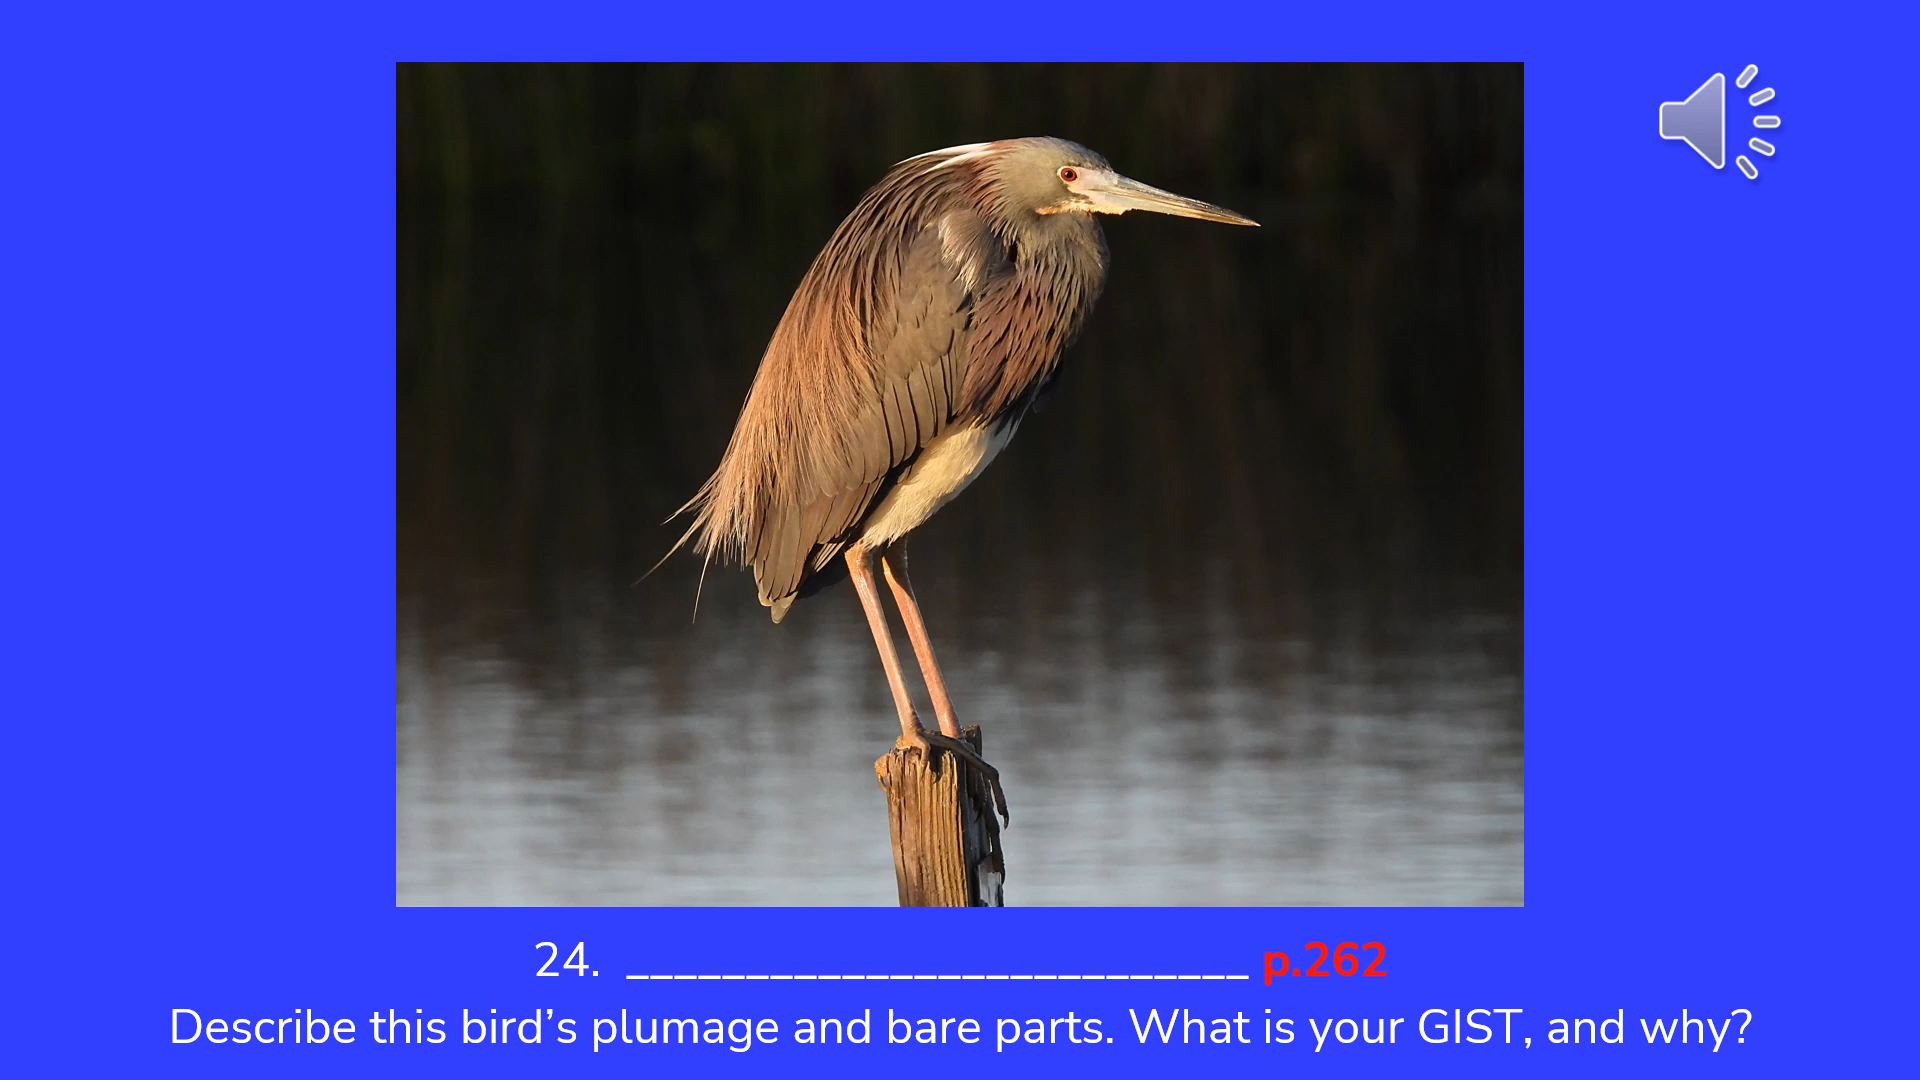 24. __________________________ p.262
Describe this bird’s plumage and bare parts. What is your GIST, and why?